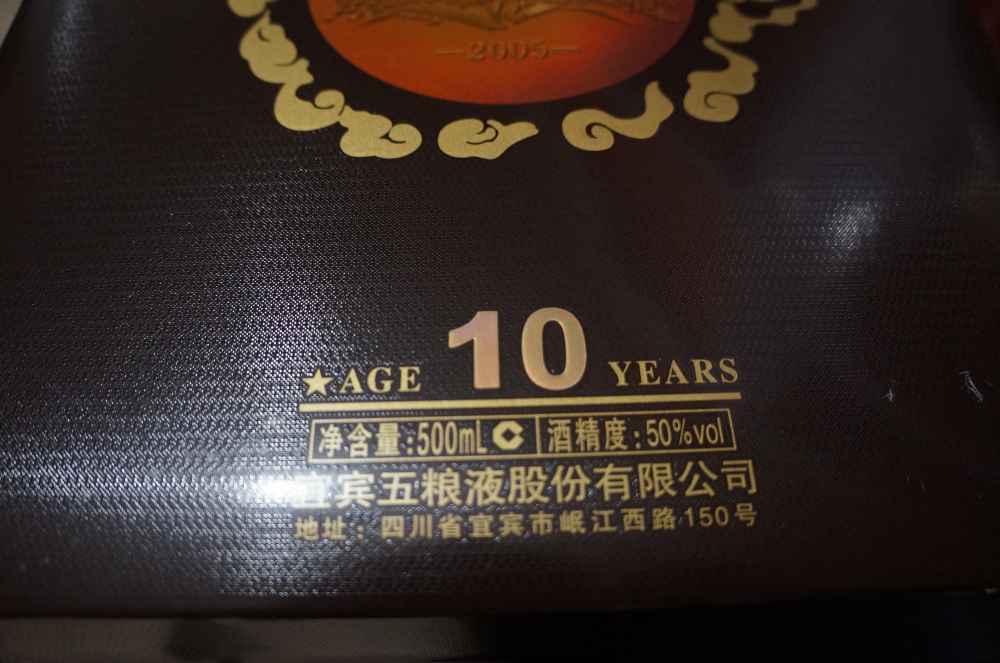 —2005—
★AGE 10 YEARS
净含量:500mL C 酒精度:50%vol
宜宾五粮液股份有限公司
地址:四川省宜宾市岷江西路150号